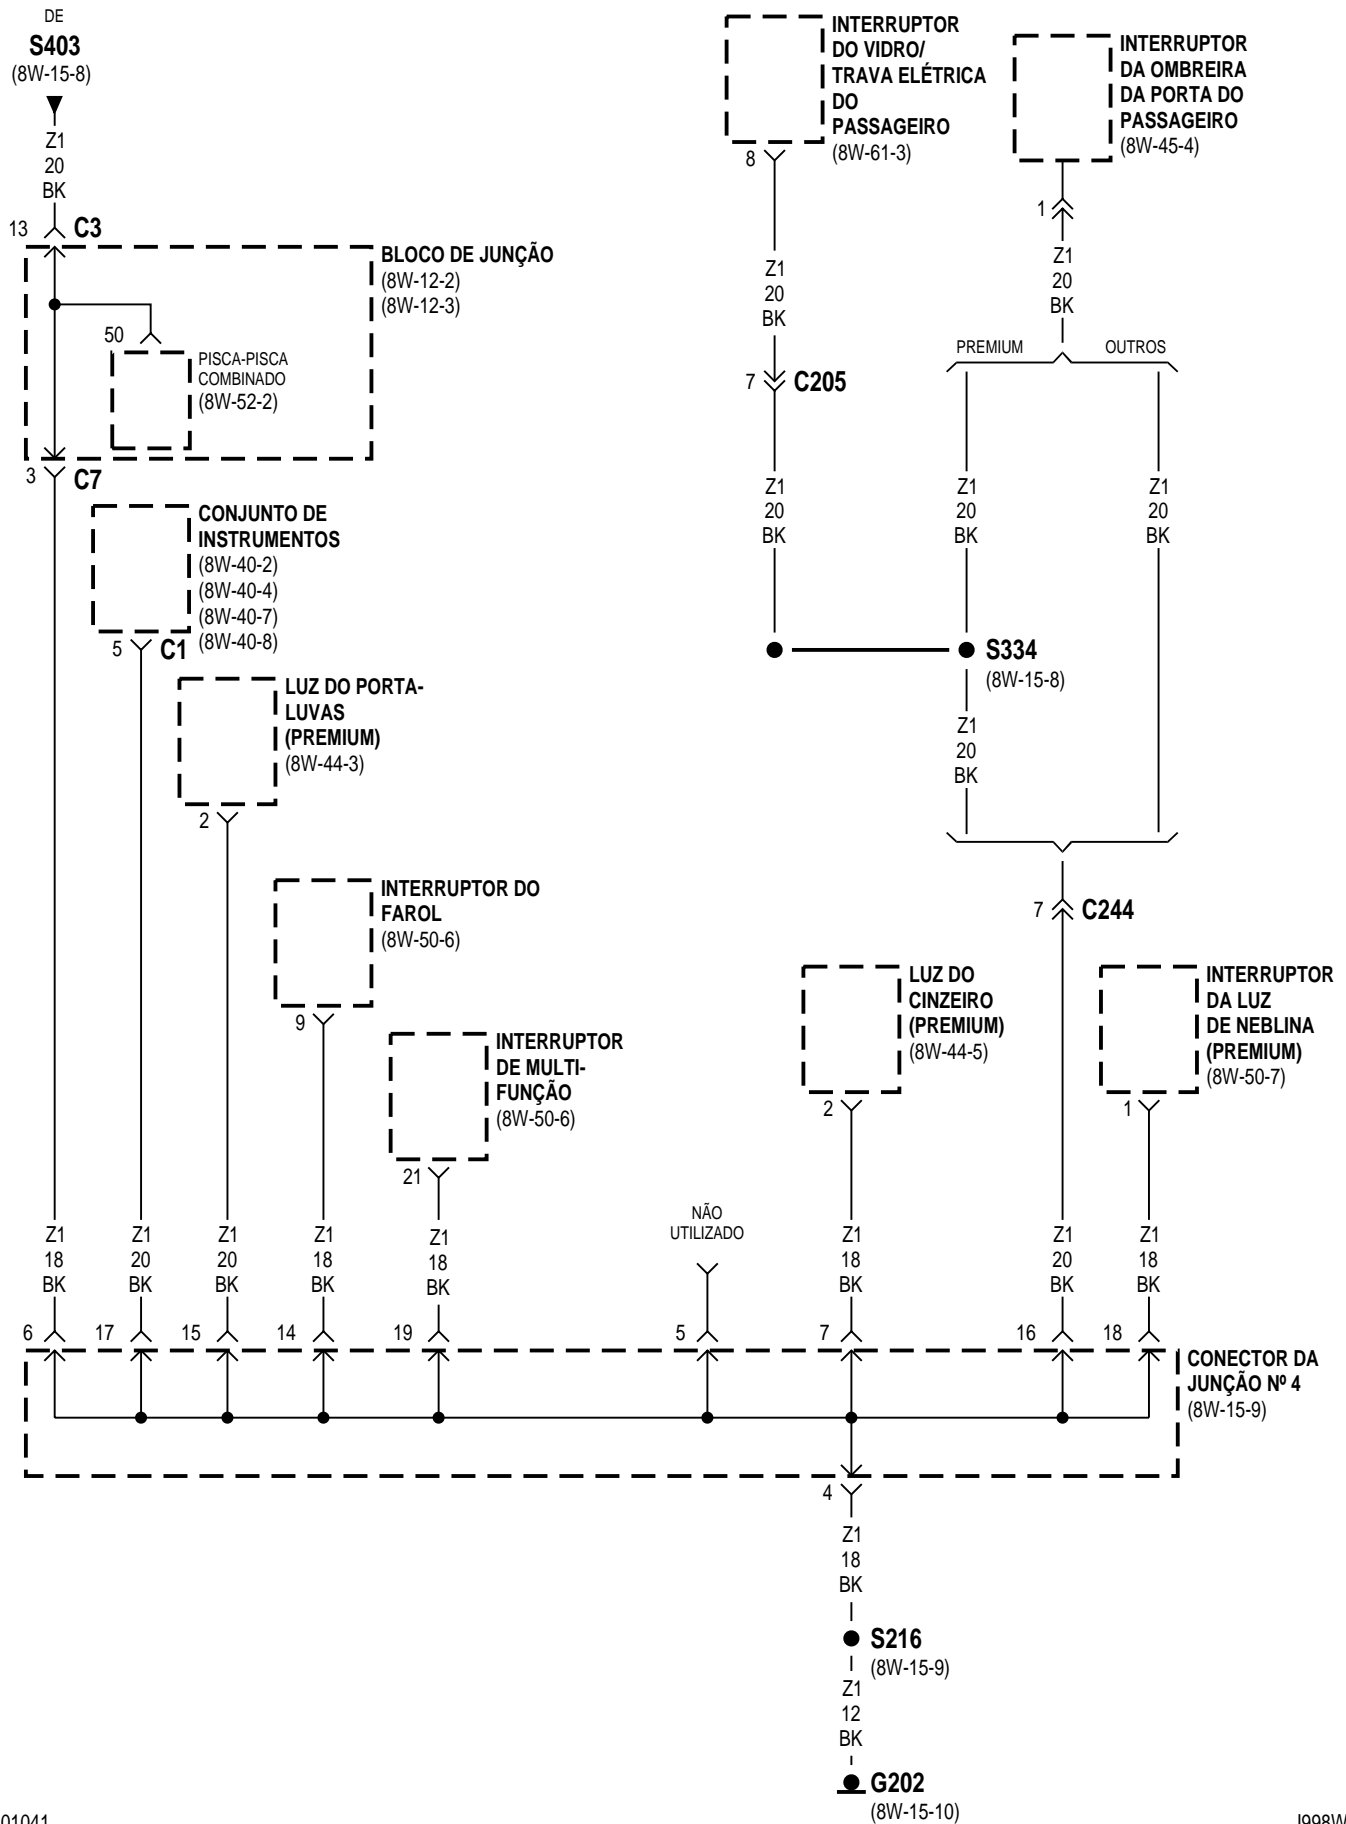 DE
S403
(8W-15-8)
Z1
20
BK
13
C3
BLOCO DE JUNÇÃO
(8W-12-2)
(8W-12-3)
50
PISCA-PISCA
COMBINADO
(8W-52-2)
3
C7
CONJUNTO DE
INSTRUMENTOS
(8W-40-2)
(8W-40-4)
(8W-40-7)
(8W-40-8)
5
C1
LUZ DO PORTA-
LUVAS
(PREMIUM)
(8W-44-3)
2
INTERRUPTOR DO
FAROL
(8W-50-6)
9
INTERRUPTOR
DE MULTI-
FUNÇÃO
(8W-50-6)
21
INTERRUPTOR
DO VIDRO/
TRAVA ELÉTRICA
DO
PASSAGEIRO
(8W-61-3)
8
Z1
20
BK
7
C205
Z1
20
BK
INTERRUPTOR
DA OMBREIRA
DA PORTA DO
PASSAGEIRO
(8W-45-4)
1
Z1
20
BK
PREMIUM
OUTROS
Z1
20
BK
Z1
20
BK
S334
(8W-15-8)
Z1
20
BK
7
C244
LUZ DO
CINZEIRO
(PREMIUM)
(8W-44-5)
2
INTERRUPTOR
DA LUZ
DE NEBLINA
(PREMIUM)
(8W-50-7)
1
NÃO
UTILIZADO
Z1
18
BK
Z1
20
BK
Z1
20
BK
Z1
18
BK
Z1
18
BK
Z1
18
BK
Z1
20
BK
Z1
18
BK
6
17
15
14
19
5
7
16
18
CONECTOR DA
JUNÇÃO Nº 4
(8W-15-9)
4
Z1
18
BK
S216
(8W-15-9)
Z1
12
BK
G202
(8W-15-10)